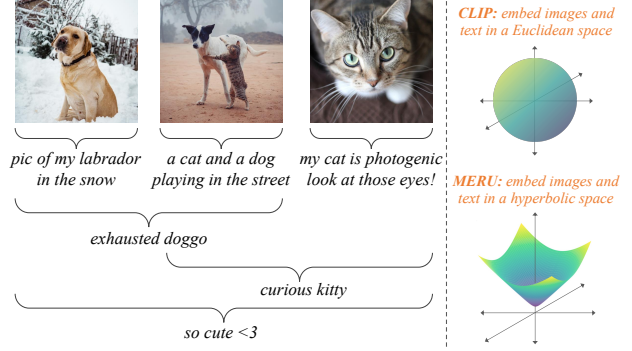 pic of my labrador
in the snow
a cat and a dog
playing in the street
my cat is photogenic
look at those eyes!
exhausted doggo
curious kitty
so cute <3
CLIP: embed images and
text in a Euclidean space
MERU: embed images and
text in a hyperbolic space